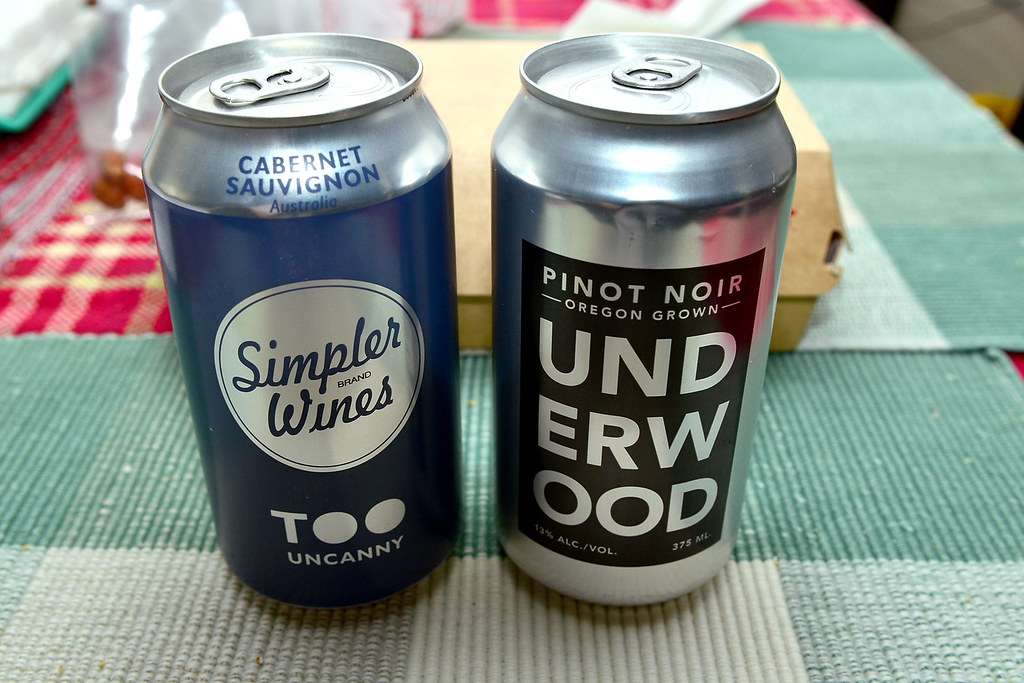 CABERNET
SAUVIGNON
Australia
Simpler
BRAND
Wines
TOO
UNCANNY
PINOT NOIR
OREGON GROWN
UND
ERW
OOD
13% ALC./VOL.
375 ML.